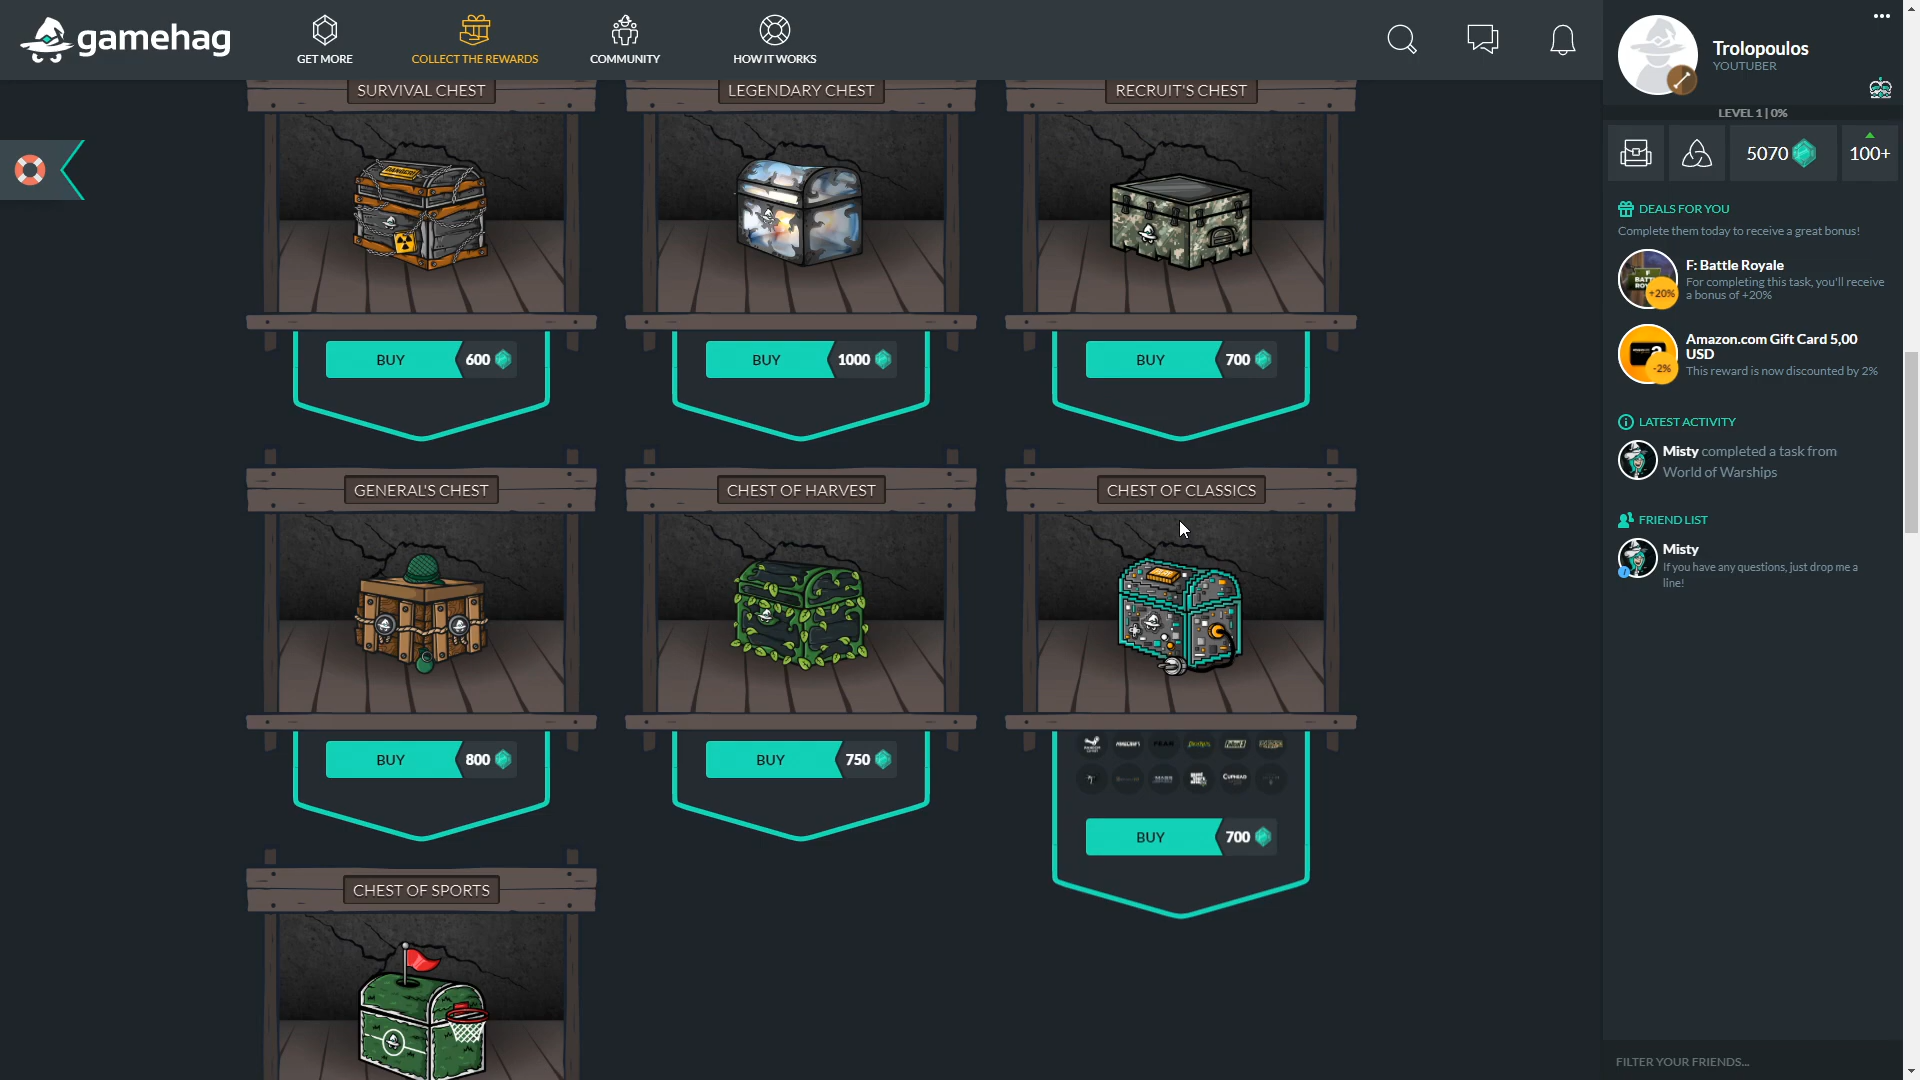 gamehag
GET MORE
COLLECT THE REWARDS
COMMUNITY
HOW IT WORKS
Trolopoulos
YOUTUBER
LEVEL 1 | 0%
5070
100+
SURVIVAL CHEST
LEGENDARY CHEST
RECRUIT'S CHEST
DANGER!
BUY 600
BUY 1000
BUY 700
GENERAL'S CHEST
CHEST OF HARVEST
CHEST OF CLASSICS
BUY 800
BUY 750
CUPHEAD
BUY 700
CHEST OF SPORTS
DEALS FOR YOU
Complete them today to receive a great bonus!
F: Battle Royale
For completing this task, you'll receive
a bonus of +20%
+20%
Amazon.com Gift Card 5,00
USD
This reward is now discounted by 2%
-2%
LATEST ACTIVITY
Misty completed a task from
World of Warships
FRIEND LIST
Misty
If you have any questions, just drop me a
line!
FILTER YOUR FRIENDS...